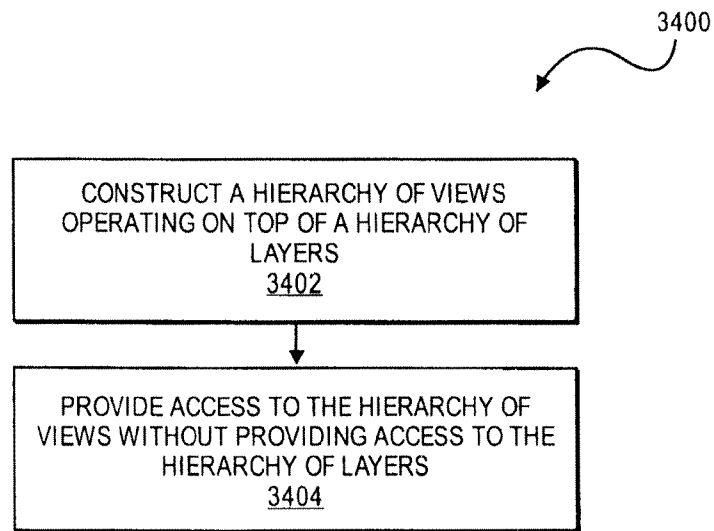 3400
CONSTRUCT A HIERARCHY OF VIEWS
OPERATING ON TOP OF A HIERARCHY OF
LAYERS
3402
PROVIDE ACCESS TO THE HIERARCHY OF
VIEWS WITHOUT PROVIDING ACCESS TO THE
HIERARCHY OF LAYERS
3404